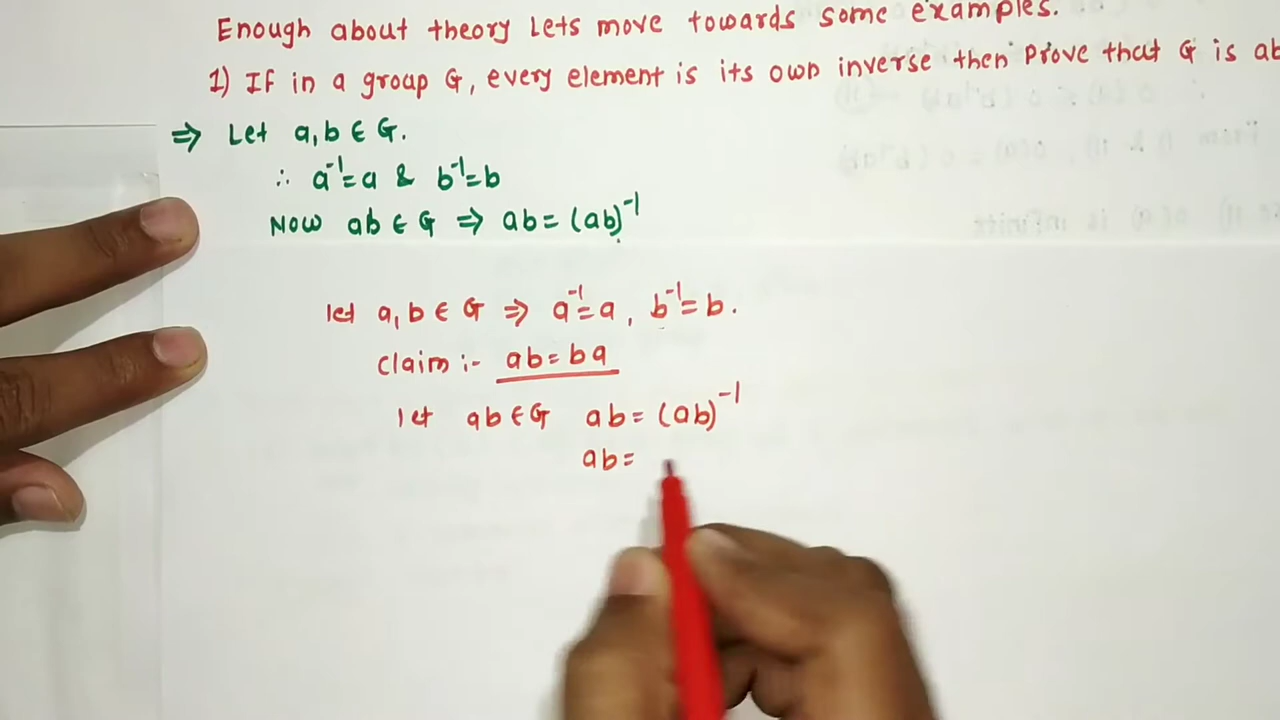 Enough about theory Lets move towards some examples.
1) If in a group G, every element is its own inverse then prove that G is
⇒ Let a,b ∈ G.
∴ a⁻¹=a & b⁻¹=b
Now ab ∈ G ⇒ ab = (ab)⁻¹
let a,b ∈ G ⇒ a⁻¹=a, b⁻¹=b.
Claim :- ab=ba
let ab ∈ G ab = (ab)⁻¹
ab =